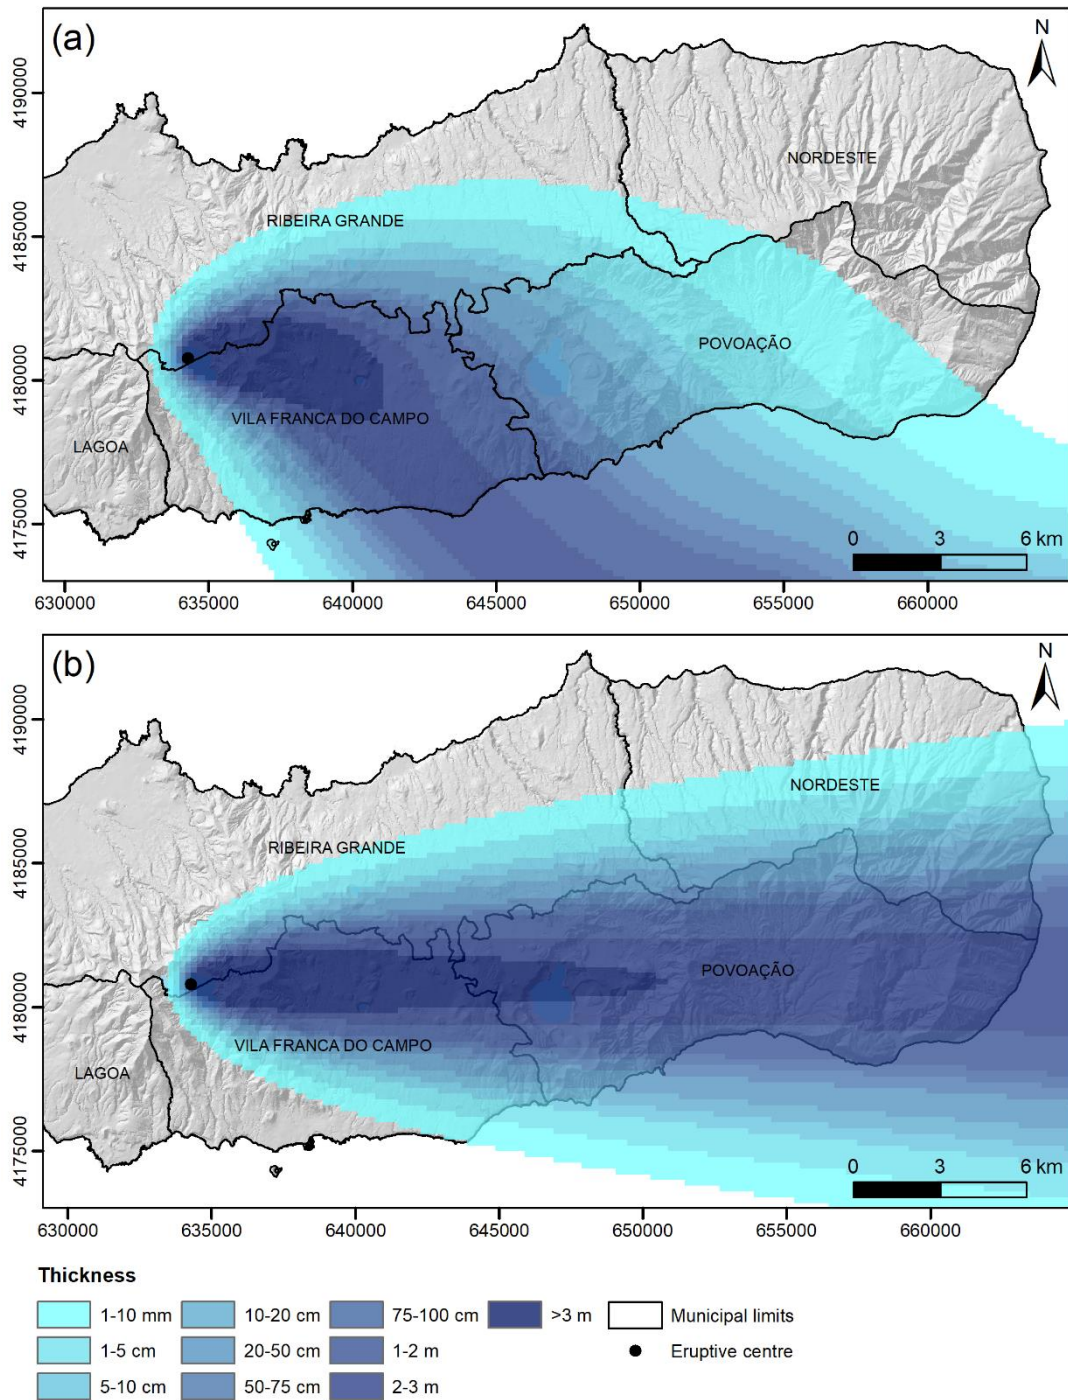 (a)
N
4190000
4185000
4180000
4175000
NORDESTE
RIBEIRA GRANDE
POVOAÇÃO
VILA FRANCA DO CAMPO
LAGOA
0 3 6 km
630000 635000 640000 645000 650000 655000 660000
(b)
N
4190000
4185000
4180000
4175000
NORDESTE
RIBEIRA GRANDE
POVOAÇÃO
VILA FRANCA DO CAMPO
LAGOA
0 3 6 km
630000 635000 640000 645000 650000 655000 660000
Thickness
1-10 mm 10-20 cm 75-100 cm >3 m Municipal limits
1-5 cm 20-50 cm 1-2 m Eruptive centre
5-10 cm 50-75 cm 2-3 m